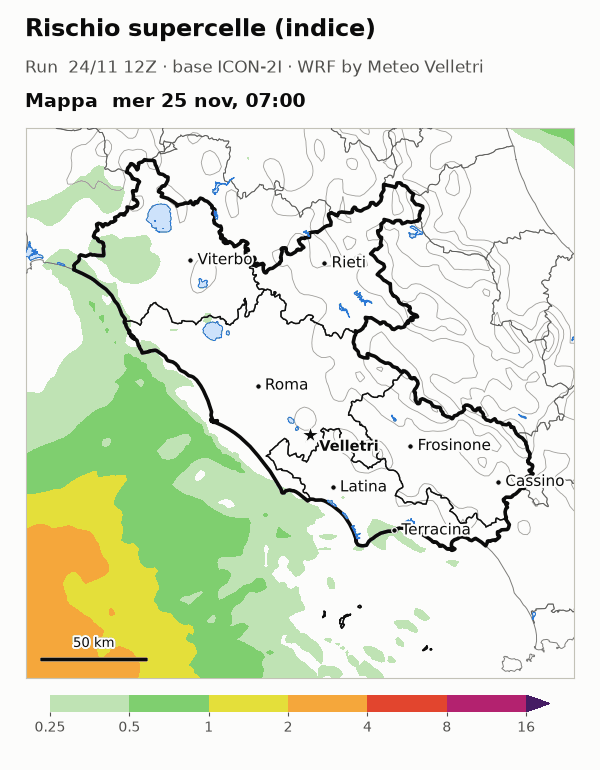 Rischio supercelle (indice)
Run  24/11 12Z · base ICON-2I · WRF by Meteo Velletri
Mappa  mer 25 nov, 07:00
Viterbo
Rieti
Roma
Velletri
Frosinone
Latina
Cassino
Terracina
50 km
0.25 0.5 1 2 4 8 16